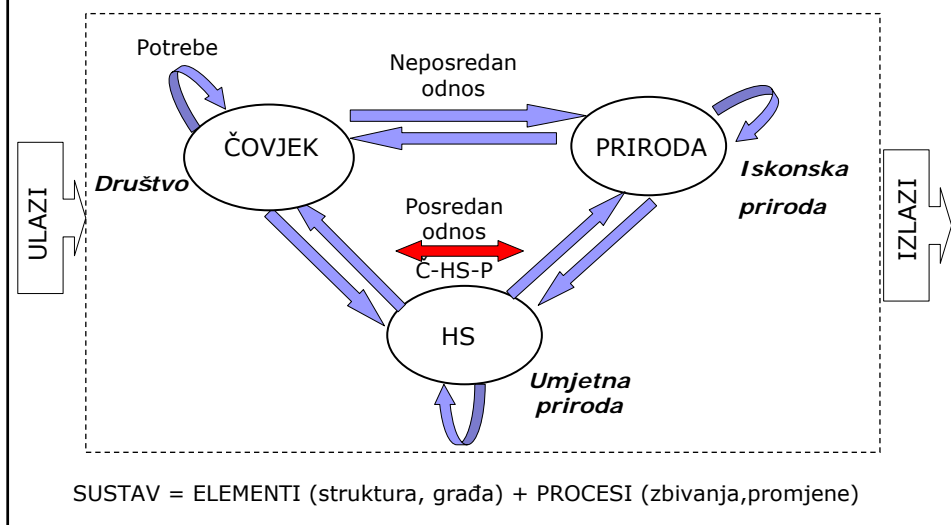 Potrebe
Neposredan
odnos
ČOVJEK
PRIRODA
ULAZI
Društvo
Iskonska
priroda
IZLAZI
Posredan
odnos
Č-HS-P
HS
Umjetna
priroda
SUSTAV = ELEMENTI (struktura, građa) + PROCESI (zbivanja,promjene)